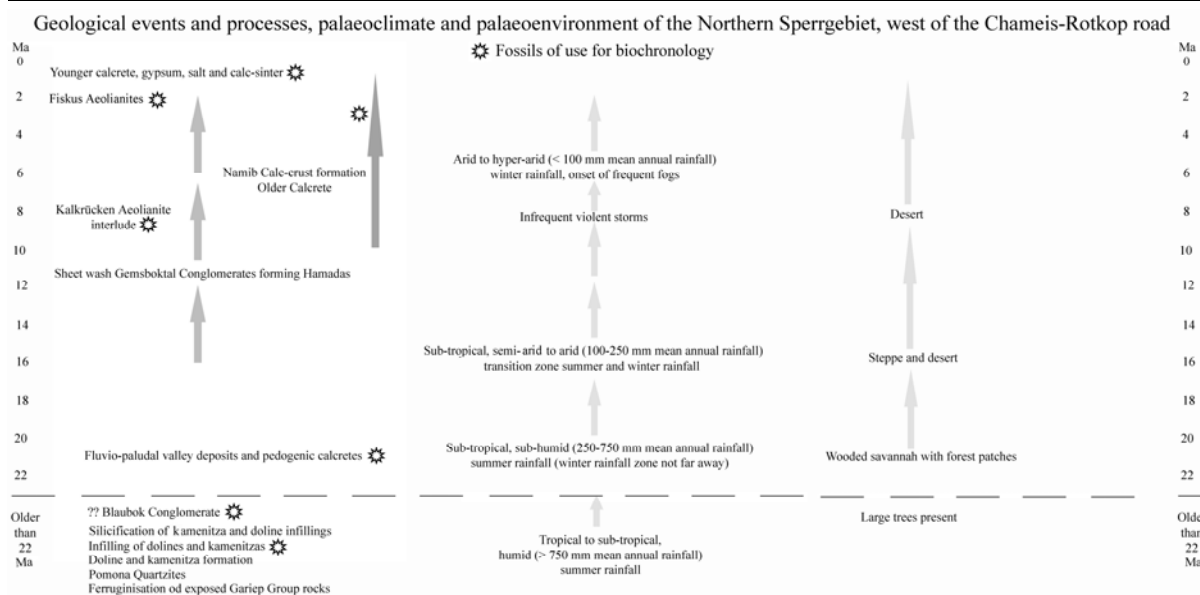 Geological events and processes, palaeoclimate and palaeoenvironment of the Northern Sperrgebiet, west of the Chameis-Rotkop road
Fossils of use for biochronology
Ma
0
2
4
6
8
10
12
14
16
18
20
22
Older
than
22
Ma
Younger calcrete, gypsum, salt and calc-sinter
Fiskus Aeolianites
Namib Calc-crust formation
Older Calcrete
Kalkrücken Aeolianite
interlude
Sheet wash Gemsboktal Conglomerates forming Hamadas
Fluvio-paludal valley deposits and pedogenic calcretes
?? Blaubok Conglomerate
Silicification of kamenitza and doline infillings
Infilling of dolines and kamenitzas
Doline and kamenitza formation
Pomona Quartzites
Ferruginisation od exposed Gariep Group rocks
Arid to hyper-arid (< 100 mm mean annual rainfall)
winter rainfall, onset of frequent fogs
Infrequent violent storms
Sub-tropical, semi-arid to arid (100-250 mm mean annual rainfall)
transition zone summer and winter rainfall
Sub-tropical, sub-humid (250-750 mm mean annual rainfall)
summer rainfall (winter rainfall zone not far away)
Tropical to sub-tropical,
humid (> 750 mm mean annual rainfall)
summer rainfall
Desert
Steppe and desert
Wooded savannah with forest patches
Large trees present
Ma
0
2
4
6
8
10
12
14
16
18
20
22
Olde
than
22
Ma